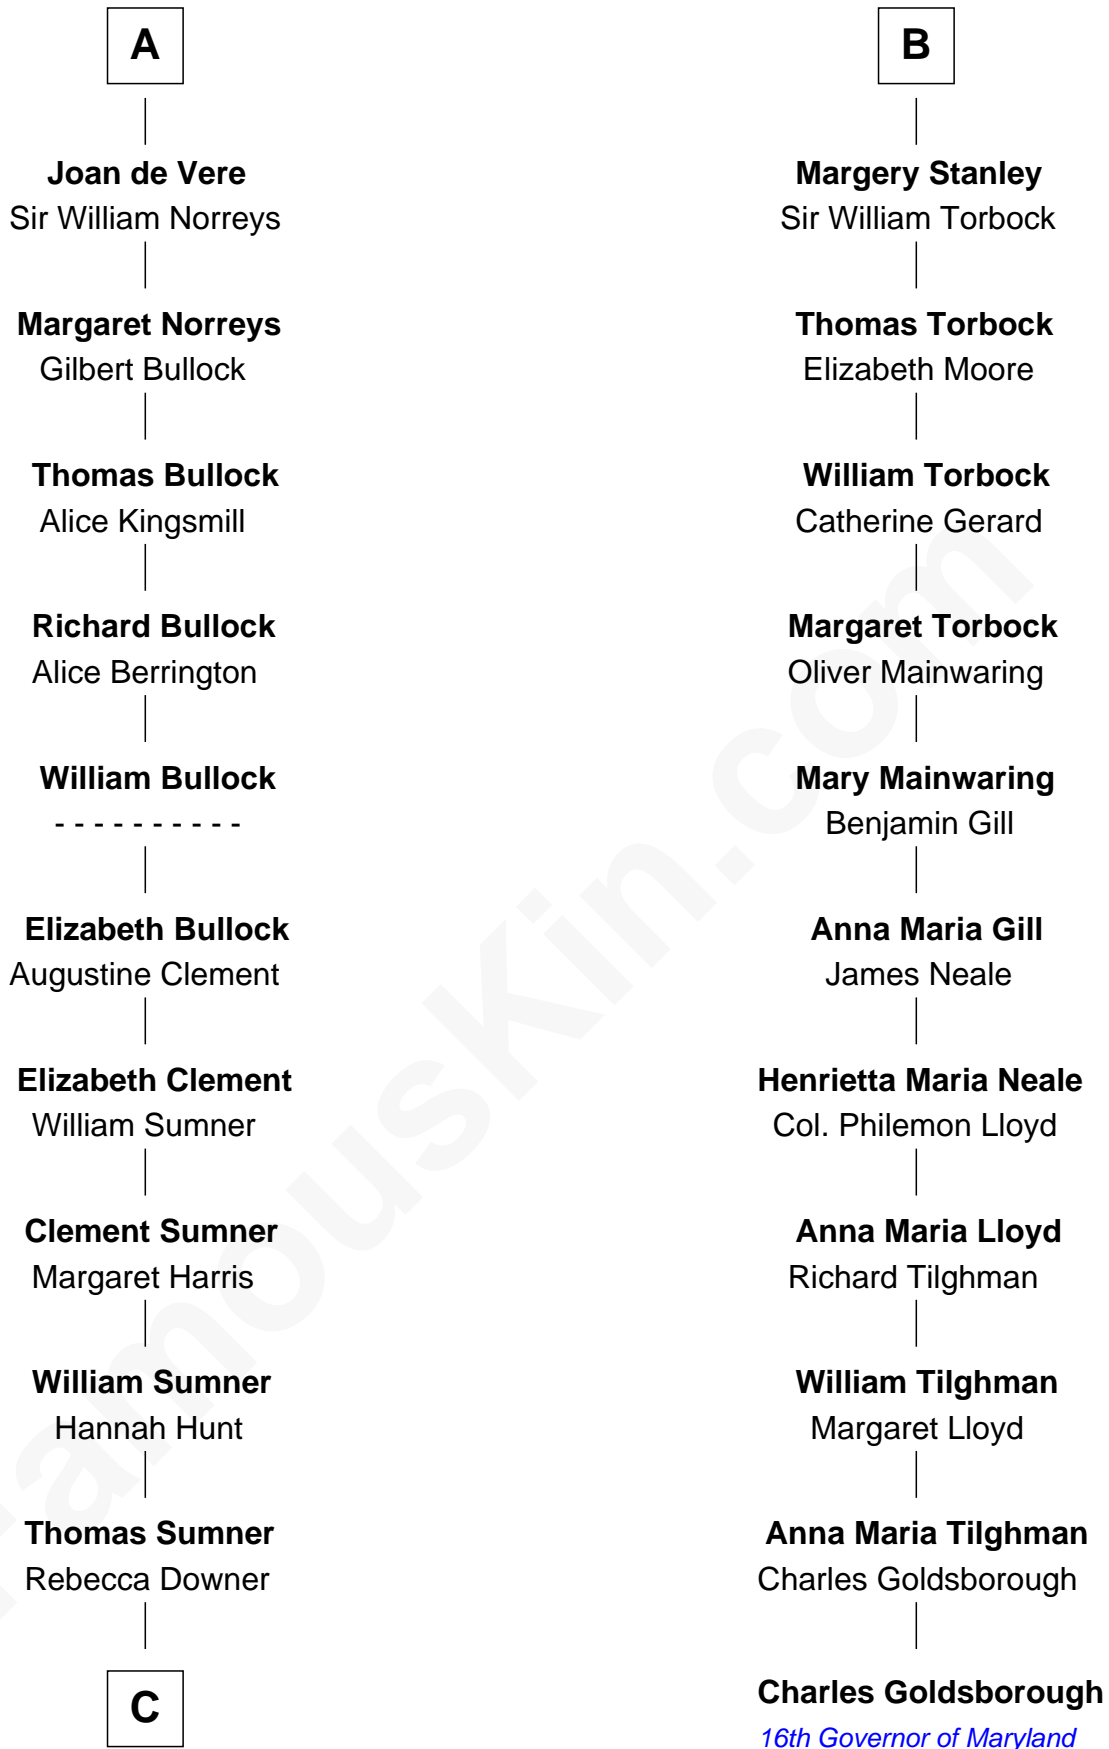 A
Joan de Vere
Sir William Norreys
Margaret Norreys
Gilbert Bullock
Thomas Bullock
Alice Kingsmill
Richard Bullock
Alice Berrington
William Bullock
- - - - - - - - - -
Elizabeth Bullock
Augustine Clement
Elizabeth Clement
William Sumner
Clement Sumner
Margaret Harris
William Sumner
Hannah Hunt
Thomas Sumner
Rebecca Downer
C
B
Margery Stanley
Sir William Torbock
Thomas Torbock
Elizabeth Moore
William Torbock
Catherine Gerard
Margaret Torbock
Oliver Mainwaring
Mary Mainwaring
Benjamin Gill
Anna Maria Gill
James Neale
Henrietta Maria Neale
Col. Philemon Lloyd
Anna Maria Lloyd
Richard Tilghman
William Tilghman
Margaret Lloyd
Anna Maria Tilghman
Charles Goldsborough
Charles Goldsborough
16th Governor of Maryland
FamousKin.com